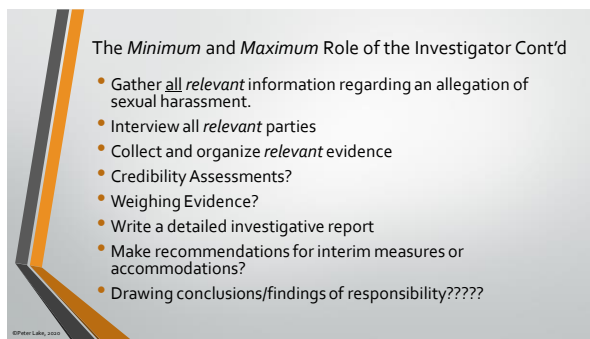 The Minimum and Maximum Role of the Investigator Cont'd
• Gather all relevant information regarding an allegation of
sexual harassment.
• Interview all relevant parties
• Collect and organize relevant evidence
• Credibility Assessments?
• Weighing Evidence?
• Write a detailed investigative report
• Make recommendations for interim measures or
accommodations?
• Drawing conclusions/findings of responsibility?????
©Peter Lake, 2020